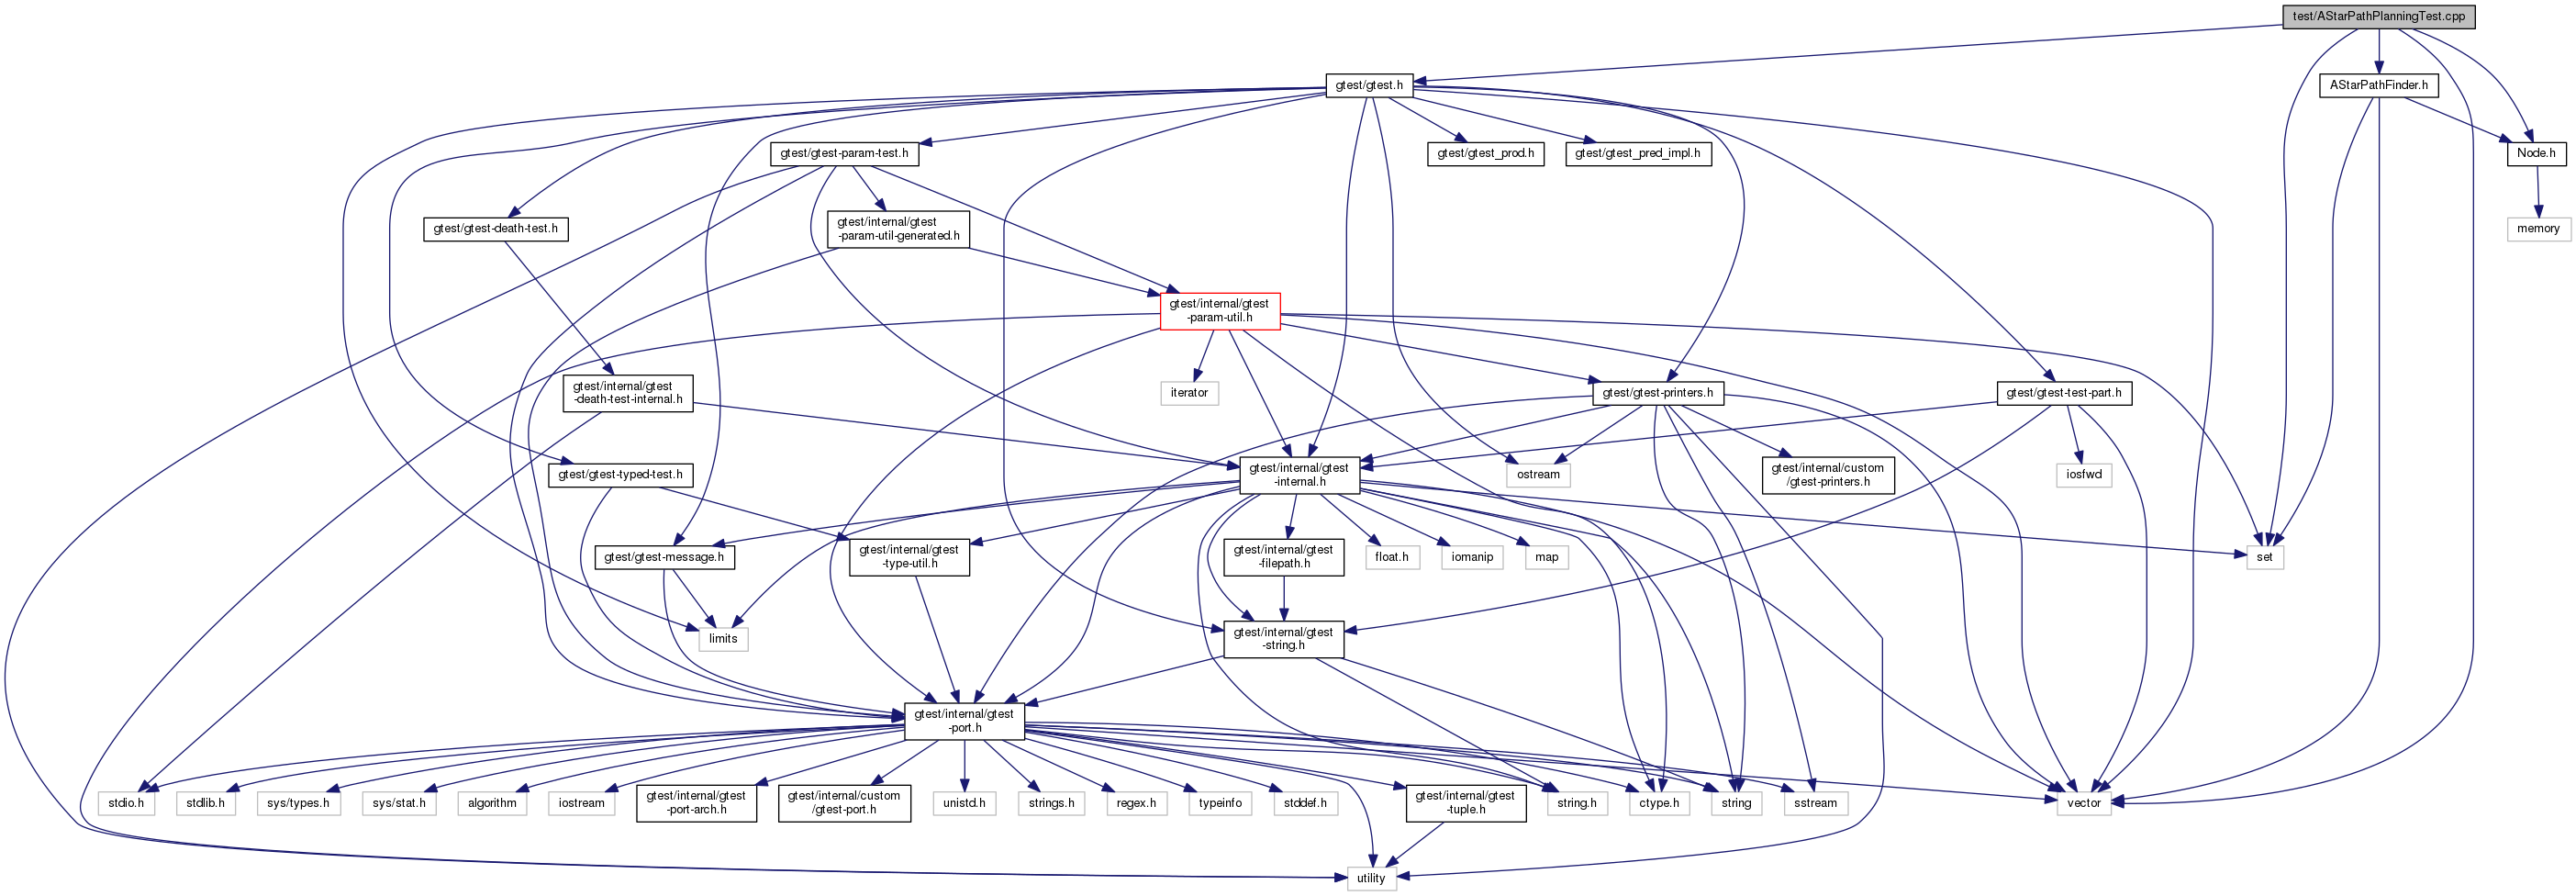 test/AStarPathPlanningTest.cpp
gtest/gtest.h
AStarPathFinder.h
gtest/gtest-param-test.h
gtest/gtest_prod.h
gtest/gtest_pred_impl.h
Node.h
gtest/gtest-death-test.h
gtest/internal/gtest
-param-util-generated.h
memory
gtest/internal/gtest
-param-util.h
gtest/internal/gtest
-death-test-internal.h
iterator
gtest/gtest-printers.h
gtest/gtest-test-part.h
gtest/gtest-typed-test.h
gtest/internal/gtest
-internal.h
ostream
gtest/internal/custom
/gtest-printers.h
iosfwd
gtest/gtest-message.h
gtest/internal/gtest
-type-util.h
gtest/internal/gtest
-filepath.h
float.h
iomanip
map
set
limits
gtest/internal/gtest
-string.h
gtest/internal/gtest
-port.h
stdio.h
stdlib.h
sys/types.h
sys/stat.h
algorithm
iostream
gtest/internal/gtest
-port-arch.h
gtest/internal/custom
/gtest-port.h
unistd.h
strings.h
regex.h
typeinfo
stddef.h
gtest/internal/gtest
-tuple.h
string.h
ctype.h
string
sstream
vector
utility